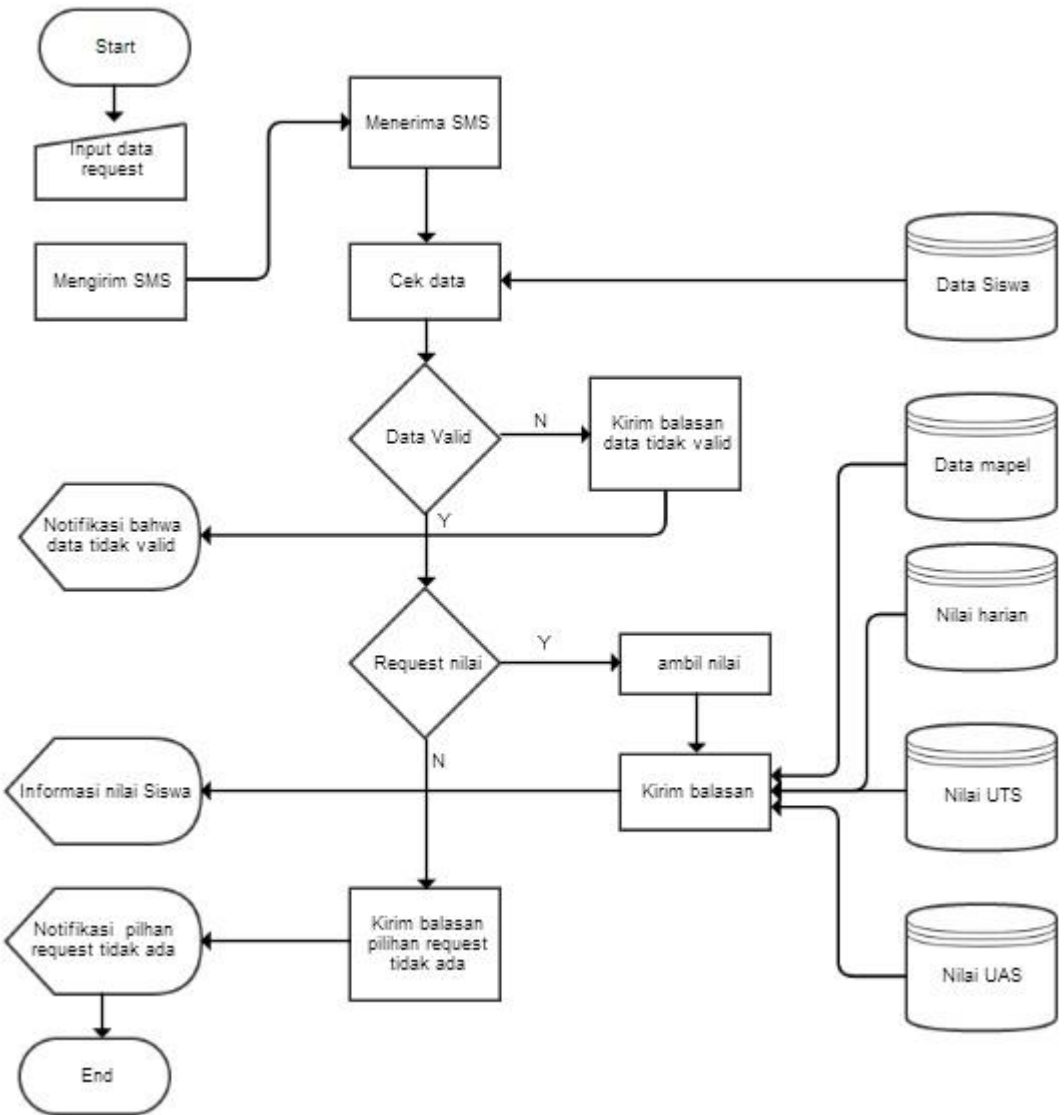 Start
Input data
request
Mengirim SMS
Menerima SMS
Cek data
Data Siswa
Data Valid
N
Kirim balasan
data tidak valid
Y
Notifikasi bahwa
data tidak valid
Data mapel
Nilai harian
Request nilai
Y
ambil nilai
N
Kirim balasan
Informasi nilai Siswa
Nilai UTS
Kirim balasan
pilihan request
tidak ada
Notifikasi pilhan
request tidak ada
Nilai UAS
End